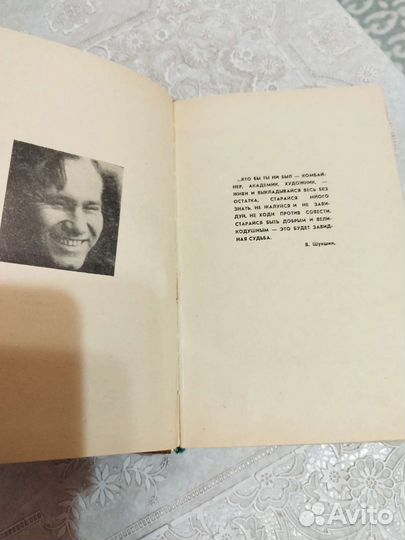 ...КТО БЫ ТЫ НИ БЫЛ — КОМБАЙ-
НЕР, АКАДЕМИК, ХУДОЖНИК, —
ЖИВИ И ВЫКЛАДЫВАЙСЯ ВЕСЬ БЕЗ
ОСТАТКА, СТАРАЙСЯ МНОГО
ЗНАТЬ, НЕ ЖАЛУЙСЯ И НЕ ЗАВИ-
ДУЙ, НЕ ХОДИ ПРОТИВ СОВЕСТИ,
СТАРАЙСЯ БЫТЬ ДОБРЫМ И ВЕЛИ-
КОДУШНЫМ — ЭТО БУДЕТ ЗАВИД-
НАЯ СУДЬБА.
В. Шукшин.
Avito